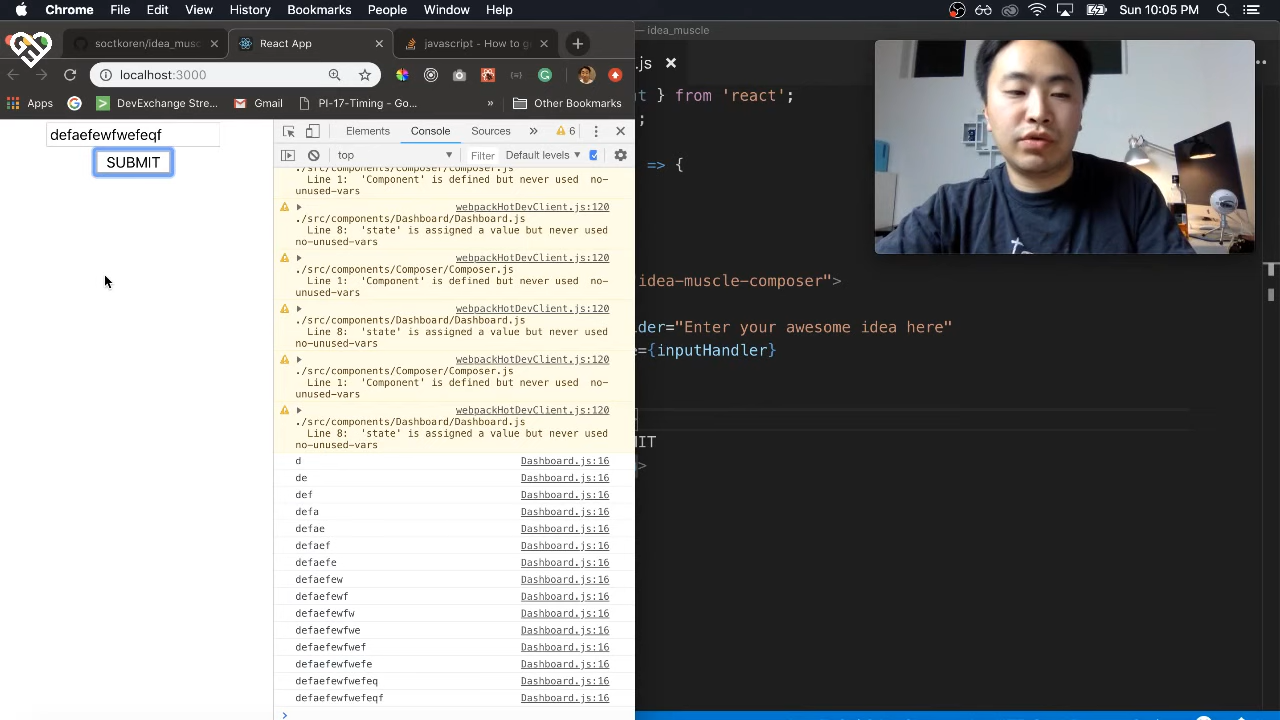 Chrome File Edit View History Bookmarks People Window Help Sun 10:05 PM
soctkoren/idea_musc React App javascript - How to g
localhost:3000
Apps DevExchange Stre... Gmail PI-17-Timing - Go... » Other Bookmarks
defaefewfwefeqf
SUBMIT
Elements Console Sources » 6
top Filter Default levels
./src/components/Composer/Composer.js
Line 1: 'Component' is defined but never used no-
unused-vars
webpackHotDevClient.js:120
./src/components/Dashboard/Dashboard.js
Line 8: 'state' is assigned a value but never used
no-unused-vars
webpackHotDevClient.js:120
./src/components/Composer/Composer.js
Line 1: 'Component' is defined but never used no-
unused-vars
webpackHotDevClient.js:120
./src/components/Dashboard/Dashboard.js
Line 8: 'state' is assigned a value but never used
no-unused-vars
webpackHotDevClient.js:120
./src/components/Composer/Composer.js
Line 1: 'Component' is defined but never used no-
unused-vars
webpackHotDevClient.js:120
./src/components/Dashboard/Dashboard.js
Line 8: 'state' is assigned a value but never used
no-unused-vars
d Dashboard.js:16
de Dashboard.js:16
def Dashboard.js:16
defa Dashboard.js:16
defae Dashboard.js:16
defaef Dashboard.js:16
defaefe Dashboard.js:16
defaefew Dashboard.js:16
defaefewf Dashboard.js:16
defaefewfw Dashboard.js:16
defaefewfwe Dashboard.js:16
defaefewfwef Dashboard.js:16
defaefewfwefe Dashboard.js:16
defaefewfwefeq Dashboard.js:16
defaefewfwefeqf Dashboard.js:16
— idea_muscle
.js
} from 'react';
;
=> {
idea-muscle-composer">
der="Enter your awesome idea here"
={inputHandler}
IT
>